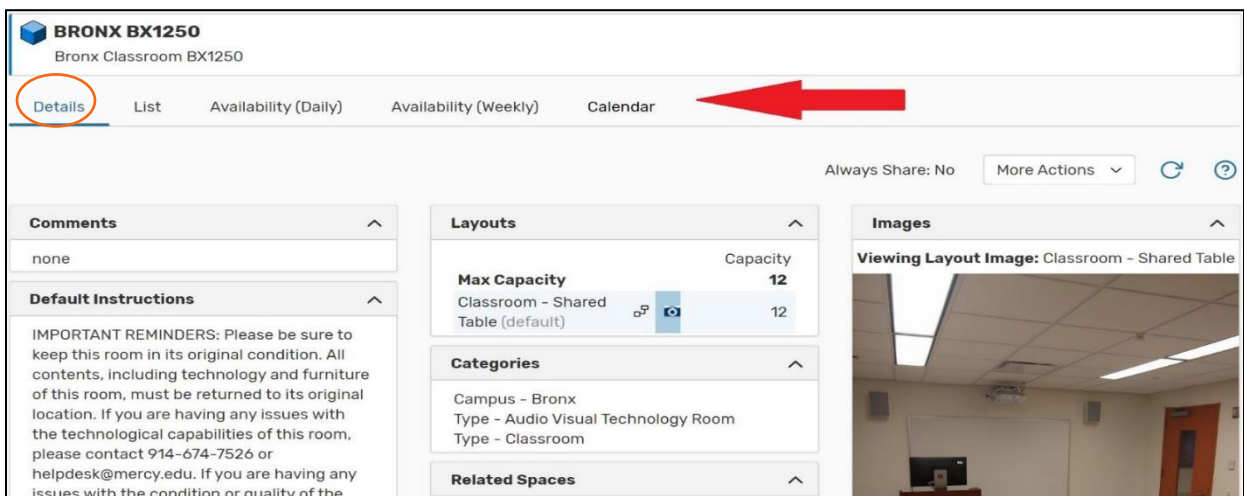 BRONX BX1250
Bronx Classroom BX1250
Details List Availability (Daily) Availability (Weekly) Calendar
Always Share: No More Actions
Comments
none
Default Instructions
IMPORTANT REMINDERS: Please be sure to
keep this room in its original condition. All
contents, including technology and furniture
of this room, must be returned to its original
location. If you are having any issues with
the technological capabilities of this room,
please contact 914-674-7526 or
helpdesk@mercy.edu. If you are having any
issues with the condition or quality of the
Layouts
Capacity
Max Capacity 12
Classroom - Shared
Table (default) 12
Categories
Campus - Bronx
Type - Audio Visual Technology Room
Type - Classroom
Related Spaces
Images
Viewing Layout Image: Classroom - Shared Table